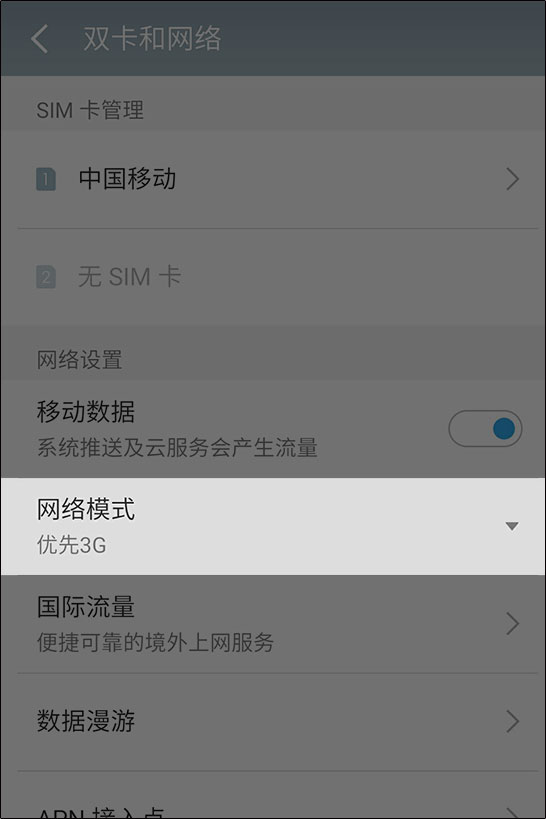 双卡和网络
SIM 卡管理
1 中国移动
2 无 SIM 卡
网络设置
移动数据
系统推送及云服务会产生流量
网络模式
优先3G
国际流量
便捷可靠的境外上网服务
数据漫游
APN 接入点